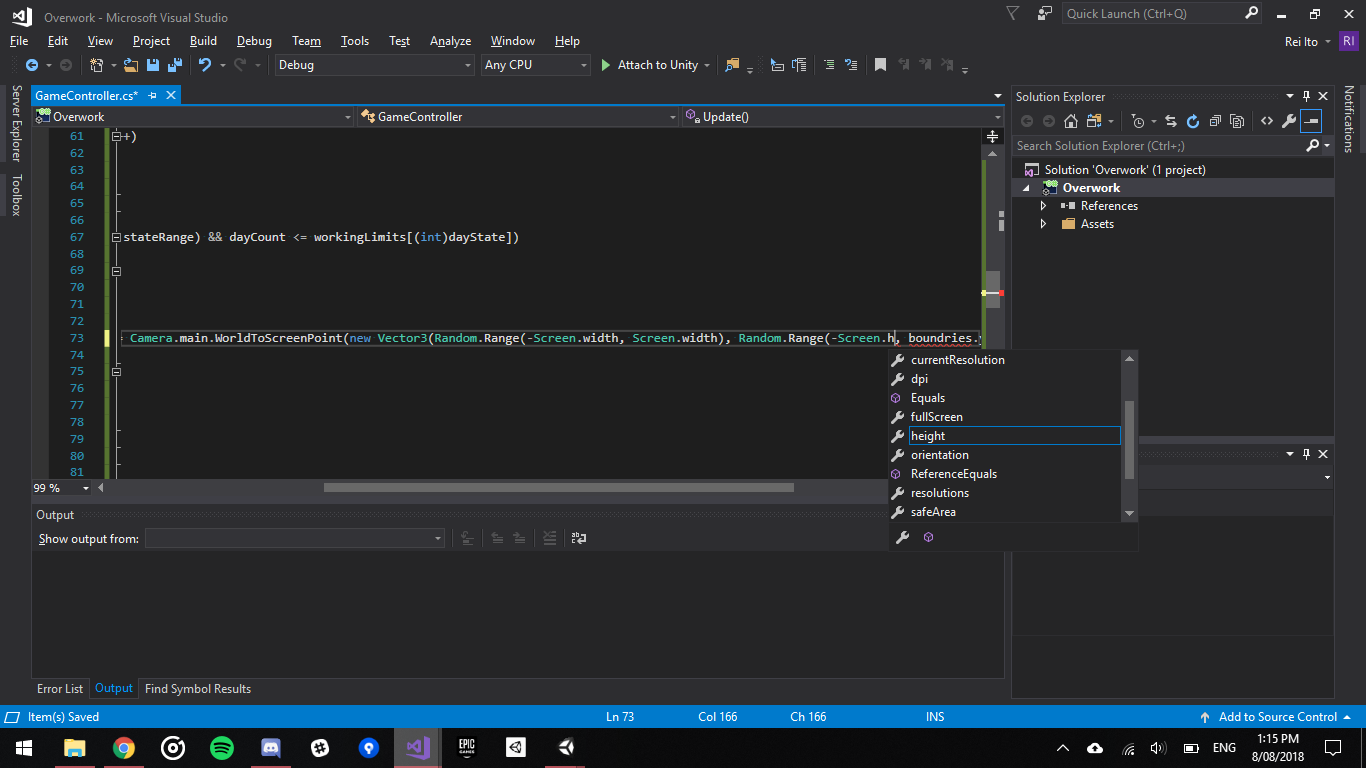 Overwork - Microsoft Visual Studio
Quick Launch (Ctrl+Q)
File Edit View Project Build Debug Team Tools Test Analyze Window Help
Rei Ito RI
Debug Any CPU Attach to Unity
Server Explorer
Toolbox
GameController.cs*
Overwork GameController Update()
61 +)
62
63
64
65
66
67 stateRange) && dayCount <= workingLimits[(int)dayState])
68
69
70
71
72
73 Camera.main.WorldToScreenPoint(new Vector3(Random.Range(-Screen.width, Screen.width), Random.Range(-Screen.h, boundries.
74
75
76
77
78
79
80
81
currentResolution
dpi
Equals
fullScreen
height
orientation
ReferenceEquals
resolutions
safeArea
99 %
Output
Show output from:
Error List Output Find Symbol Results
Solution Explorer
Search Solution Explorer (Ctrl+;)
Solution 'Overwork' (1 project)
Overwork
References
Assets
Notifications
Item(s) Saved Ln 73 Col 166 Ch 166 INS Add to Source Control
EPIC
GAMES
ENG
1:15 PM
8/08/2018